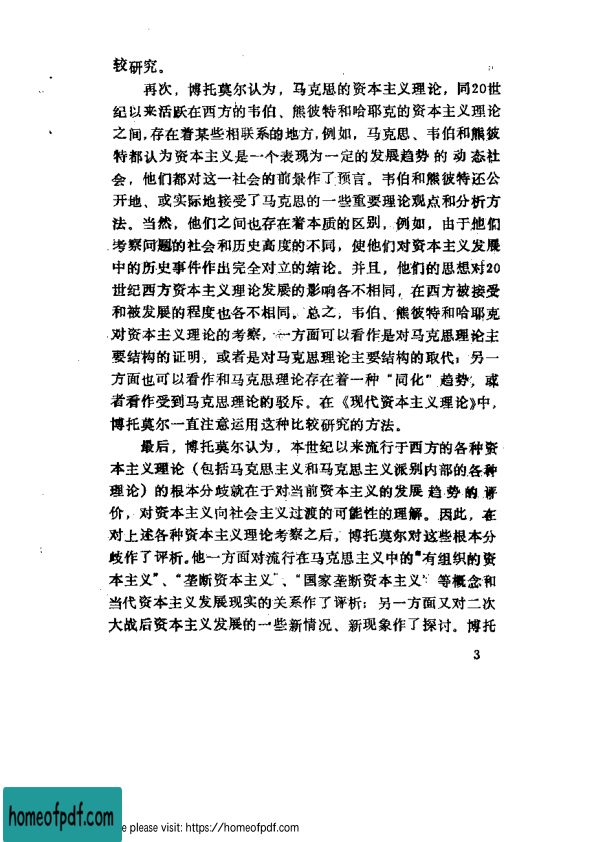 较研究。
再次，博托莫尔认为，马克思的资本主义理论，同20世
纪以来活跃在西方的韦伯、熊彼特和哈耶克的资本主义理论
之间,存在着某些相联系的地方,例如，马克思、韦伯和熊彼
特都认为资本主义是一个表现为一定的发展趋势的动态社
会，他们都对这一社会的前景作了预言。韦伯和熊彼特还公
开地、或实际地接受了马克思的一些重要理论观点和分析方
法。当然，他们之间也存在着本质的区别，例如，由于他们
考察问题的社会和历史高度的不同，使他们对资本主义发展
中的历史事件作出完全对立的结论。并且，他们的思想对20
世纪西方资本主义理论发展的影响各不相同，在西方被接受
和被发展的程度也各不相同。总之，韦伯、熊彼特和哈耶克
对资本主义理论的考察，一方面可以看作是对马克思理论主
要结构的证明，或者是对马克思理论主要结构的取代；另一
方面也可以看作和马克思理论存在着一种“同化”趋势，或
者看作受到马克思理论的驳斥。在《现代资本主义理论》中，
博托莫尔一直注意运用这种比较研究的方法。
最后，博托莫尔认为，本世纪以来流行于西方的各种资
本主义理论（包括马克思主义和马克思主义派别内部的各种
理论）的根本分歧就在于对当前资本主义的发展趋势的评
价，对资本主义向社会主义过渡的可能性的理解。因此，在
对上述各种资本主义理论考察之后，博托莫尔对这些根本分
歧作了评析。他一方面对流行在马克思主义中的“有组织的资
本主义”、“垄断资本主义”、“国家垄断资本主义”等概念和
当代资本主义发展现实的关系作了评析；另一方面又对二次
大战后资本主义发展的一些新情况、新现象作了探讨。博托
3
homeofpdf.com
e please visit: https://homeofpdf.com